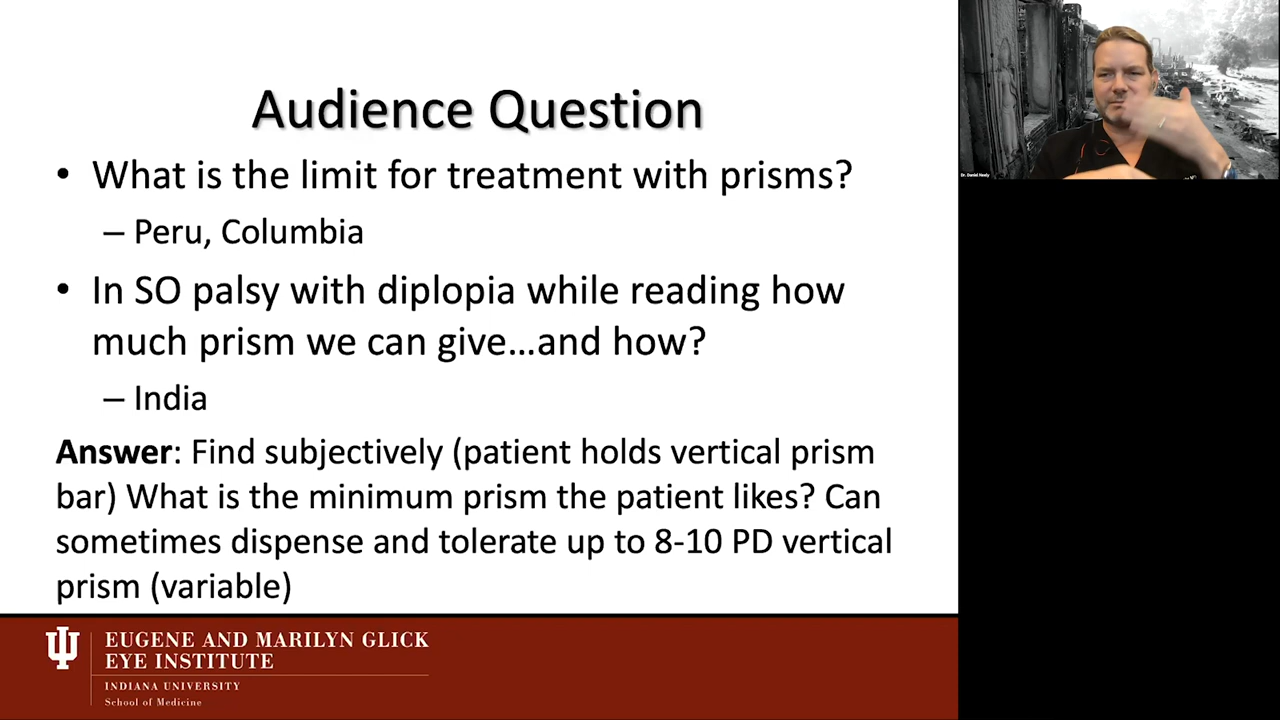 Audience Question
• What is the limit for treatment with prisms?
– Peru, Columbia
• In SO palsy with diplopia while reading how
much prism we can give...and how?
– India
Answer: Find subjectively (patient holds vertical prism
bar) What is the minimum prism the patient likes? Can
sometimes dispense and tolerate up to 8-10 PD vertical
prism (variable)
EUGENE AND MARILYN GLICK
EYE INSTITUTE
INDIANA UNIVERSITY
School of Medicine
Dr. Daniel Neely